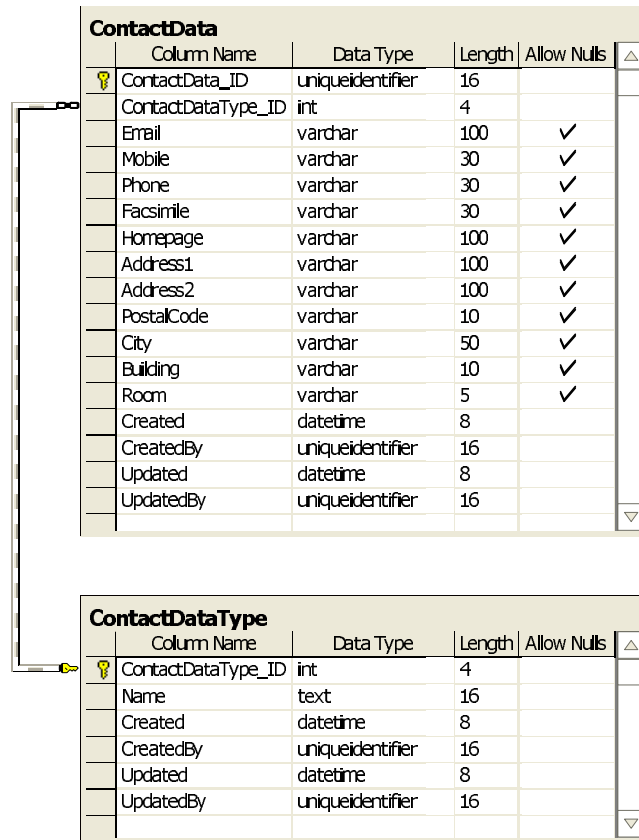 ContactData
Column Name Data Type Length Allow Nulls
ContactData_ID uniqueidentifier 16
ContactDataType_ID int 4
Email varchar 100 ✓
Mobile varchar 30 ✓
Phone varchar 30 ✓
Facsimile varchar 30 ✓
Homepage varchar 100 ✓
Address1 varchar 100 ✓
Address2 varchar 100 ✓
PostalCode varchar 10 ✓
City varchar 50 ✓
Building varchar 10 ✓
Room varchar 5 ✓
Created datetime 8
CreatedBy uniqueidentifier 16
Updated datetime 8
UpdatedBy uniqueidentifier 16
ContactDataType
Column Name Data Type Length Allow Nulls
ContactDataType_ID int 4
Name text 16
Created datetime 8
CreatedBy uniqueidentifier 16
Updated datetime 8
UpdatedBy uniqueidentifier 16